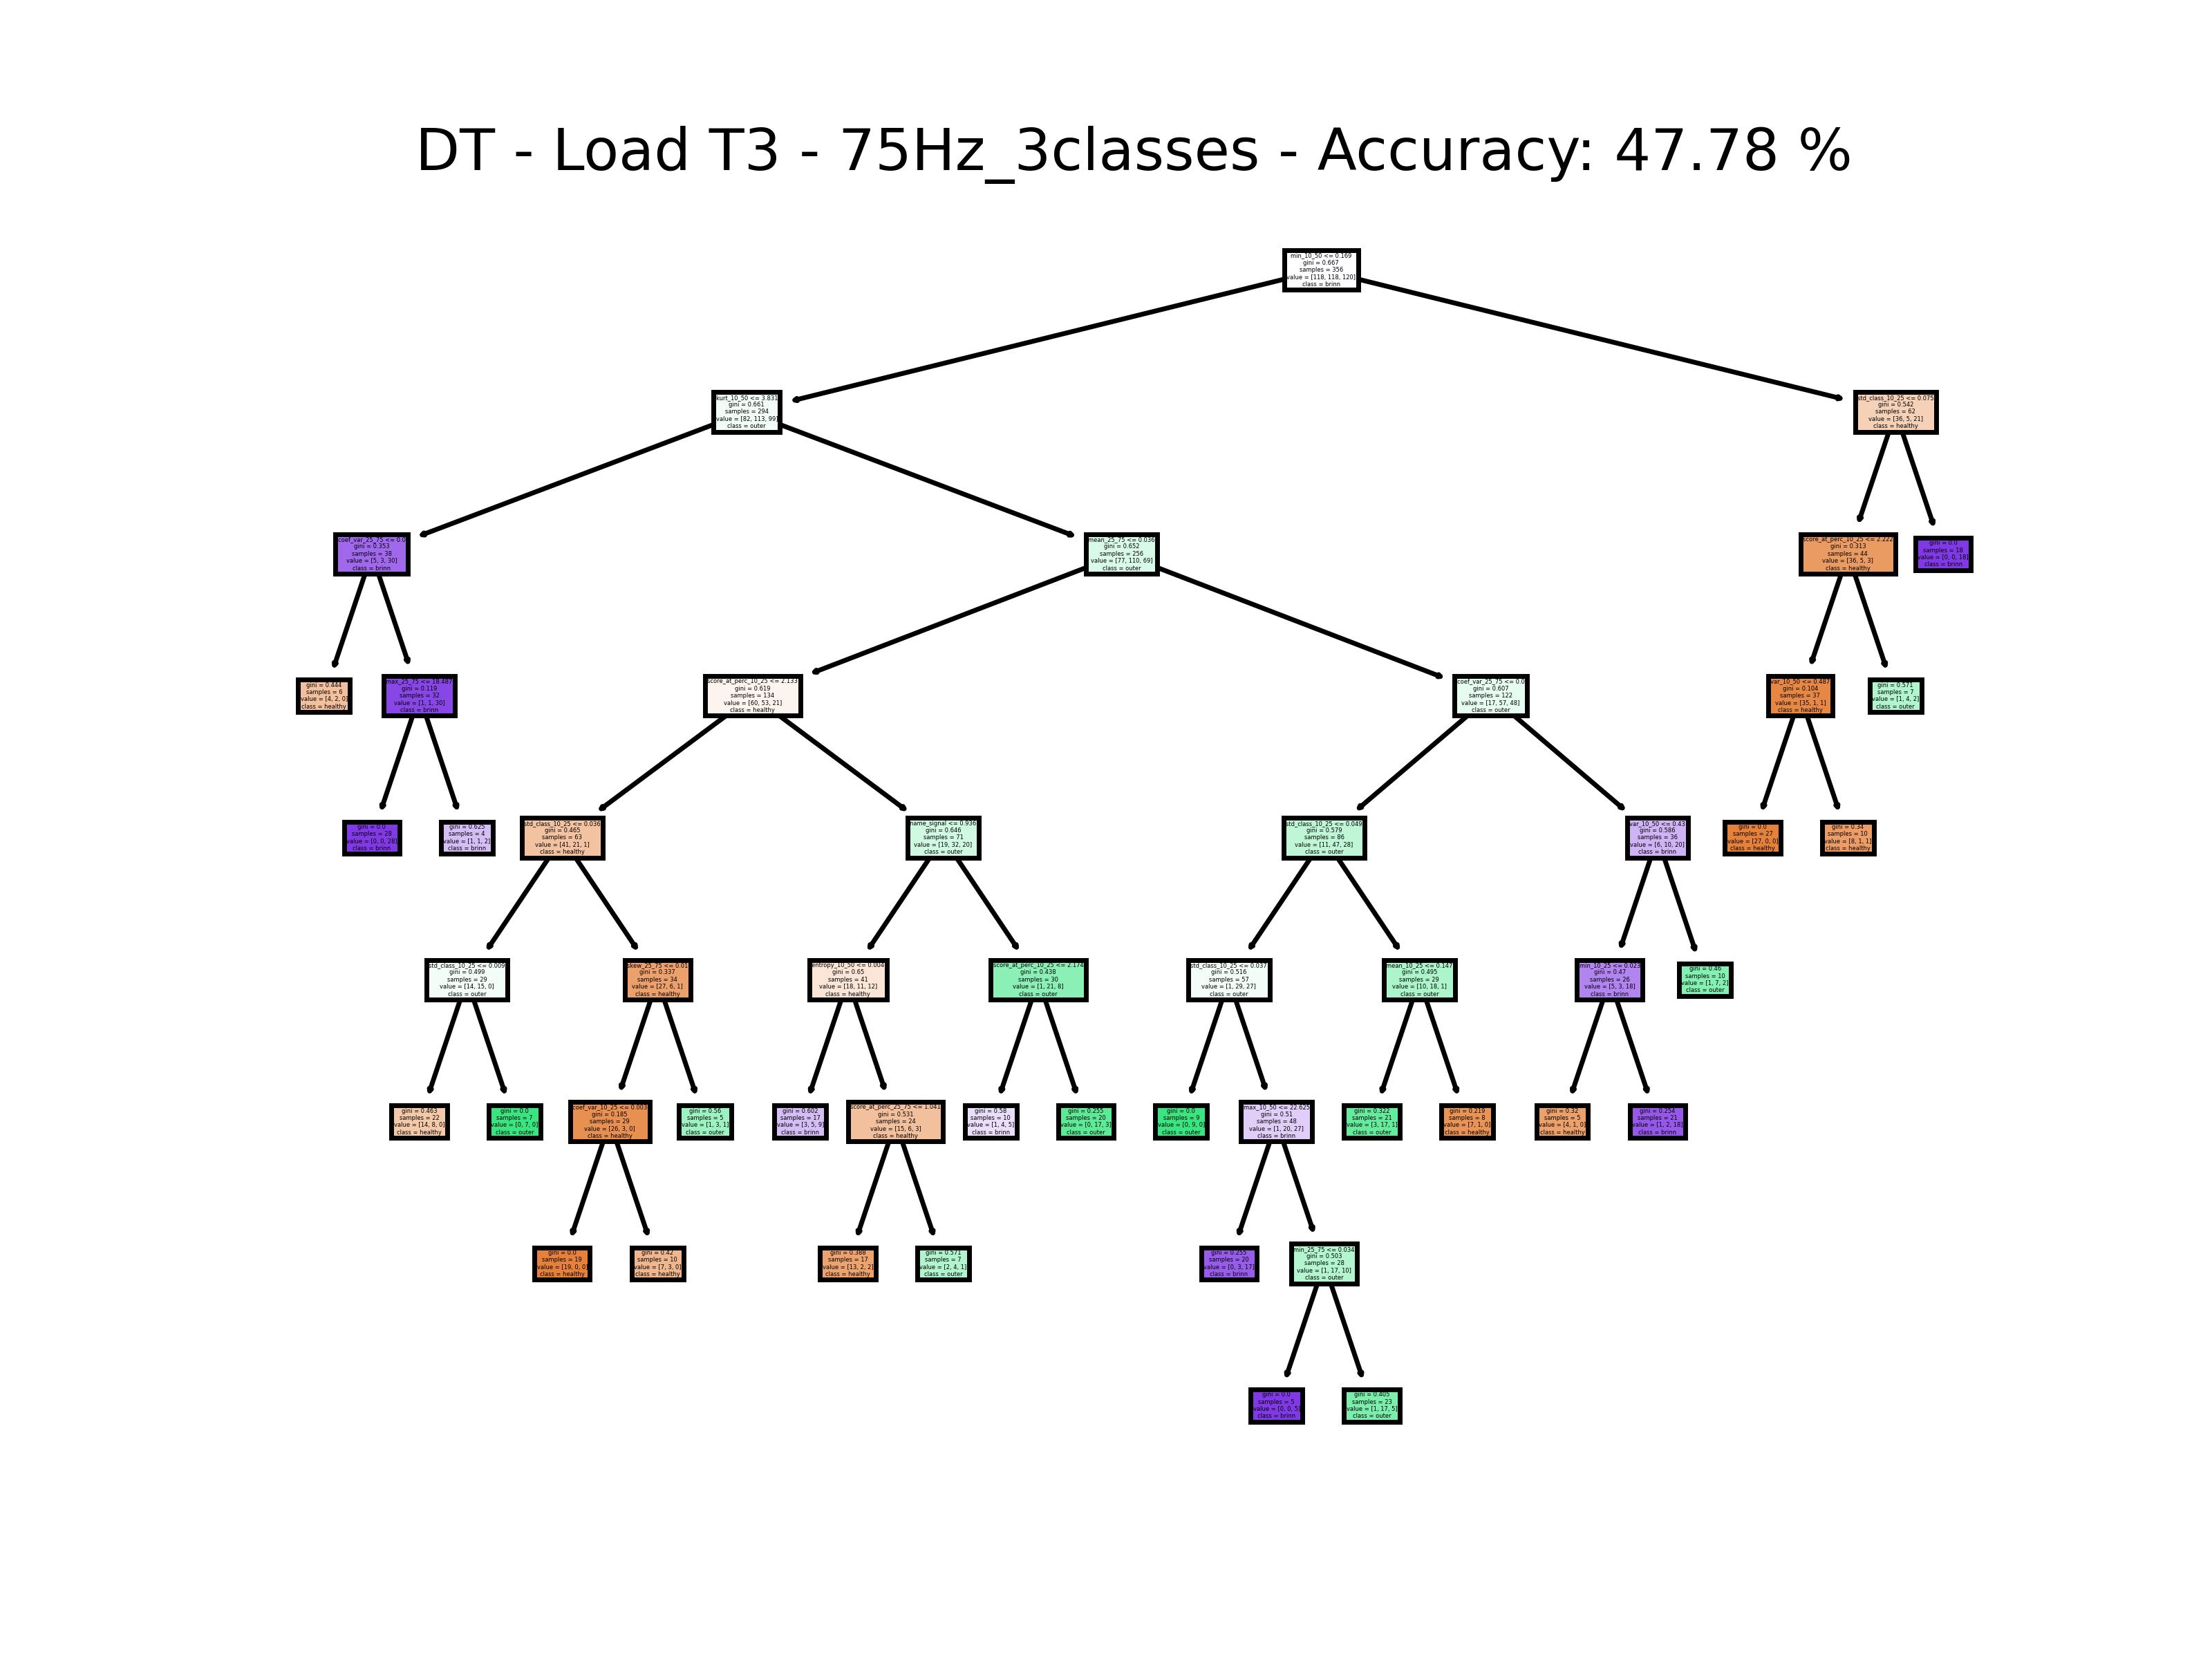 DT - Load T3 - 75Hz_3classes - Accuracy: 47.78 %
min_10_50 <= 0.169
gini = 0.667
samples = 356
value = [118, 118, 120]
class = brinn
kurt_10_50 <= 3.831
gini = 0.661
samples = 294
value = [82, 113, 99]
class = outer
std_class_10_25 <= 0.075
gini = 0.542
samples = 62
value = [36, 5, 21]
class = healthy
coef_var_25_75 <= 0.0
gini = 0.353
samples = 38
value = [5, 3, 30]
class = brinn
mean_25_75 <= 0.036
gini = 0.652
samples = 256
value = [77, 110, 69]
class = outer
score_at_perc_10_25 <= 2.222
gini = 0.313
samples = 44
value = [36, 5, 3]
class = healthy
gini = 0.0
samples = 18
value = [0, 0, 18]
class = brinn
gini = 0.444
samples = 6
value = [4, 2, 0]
class = healthy
max_25_75 <= 18.487
gini = 0.119
samples = 32
value = [1, 1, 30]
class = brinn
score_at_perc_10_25 <= 2.133
gini = 0.619
samples = 134
value = [60, 53, 21]
class = healthy
coef_var_25_75 <= 0.0
gini = 0.607
samples = 122
value = [17, 57, 48]
class = outer
var_10_50 <= 0.487
gini = 0.104
samples = 37
value = [35, 1, 1]
class = healthy
gini = 0.571
samples = 7
value = [1, 4, 2]
class = outer
gini = 0.0
samples = 28
value = [0, 0, 28]
class = brinn
gini = 0.625
samples = 4
value = [1, 1, 2]
class = brinn
std_class_10_25 <= 0.036
gini = 0.465
samples = 63
value = [41, 21, 1]
class = healthy
name_signal <= 0.936
gini = 0.646
samples = 71
value = [19, 32, 20]
class = outer
std_class_10_25 <= 0.049
gini = 0.579
samples = 86
value = [11, 47, 28]
class = outer
var_10_50 <= 0.43
gini = 0.586
samples = 36
value = [6, 10, 20]
class = brinn
gini = 0.0
samples = 27
value = [27, 0, 0]
class = healthy
gini = 0.34
samples = 10
value = [8, 1, 1]
class = healthy
std_class_10_25 <= 0.009
gini = 0.499
samples = 29
value = [14, 15, 0]
class = outer
skew_25_75 <= 0.01
gini = 0.337
samples = 34
value = [27, 6, 1]
class = healthy
entropy_10_50 <= 0.004
gini = 0.65
samples = 41
value = [18, 11, 12]
class = healthy
score_at_perc_10_25 <= 2.174
gini = 0.438
samples = 30
value = [1, 21, 8]
class = outer
std_class_10_25 <= 0.037
gini = 0.516
samples = 57
value = [1, 29, 27]
class = outer
mean_10_25 <= 0.147
gini = 0.495
samples = 29
value = [10, 18, 1]
class = outer
min_10_25 <= 0.023
gini = 0.47
samples = 26
value = [5, 3, 18]
class = brinn
gini = 0.46
samples = 10
value = [1, 7, 2]
class = outer
gini = 0.463
samples = 22
value = [14, 8, 0]
class = healthy
gini = 0.0
samples = 7
value = [0, 7, 0]
class = outer
coef_var_10_25 <= 0.003
gini = 0.185
samples = 29
value = [26, 3, 0]
class = healthy
gini = 0.56
samples = 5
value = [1, 3, 1]
class = outer
gini = 0.602
samples = 17
value = [3, 5, 9]
class = brinn
score_at_perc_25_75 <= 1.041
gini = 0.531
samples = 24
value = [15, 6, 3]
class = healthy
gini = 0.58
samples = 10
value = [1, 4, 5]
class = brinn
gini = 0.255
samples = 20
value = [0, 17, 3]
class = outer
gini = 0.0
samples = 9
value = [0, 9, 0]
class = outer
max_10_50 <= 22.625
gini = 0.51
samples = 48
value = [1, 20, 27]
class = brinn
gini = 0.322
samples = 21
value = [3, 17, 1]
class = outer
gini = 0.219
samples = 8
value = [7, 1, 0]
class = healthy
gini = 0.32
samples = 5
value = [4, 1, 0]
class = healthy
gini = 0.254
samples = 21
value = [1, 2, 18]
class = brinn
gini = 0.0
samples = 19
value = [19, 0, 0]
class = healthy
gini = 0.42
samples = 10
value = [7, 3, 0]
class = healthy
gini = 0.388
samples = 17
value = [13, 2, 2]
class = healthy
gini = 0.571
samples = 7
value = [2, 4, 1]
class = outer
gini = 0.255
samples = 20
value = [0, 3, 17]
class = brinn
min_25_75 <= 0.034
gini = 0.503
samples = 28
value = [1, 17, 10]
class = outer
gini = 0.0
samples = 5
value = [0, 0, 5]
class = brinn
gini = 0.405
samples = 23
value = [1, 17, 5]
class = outer